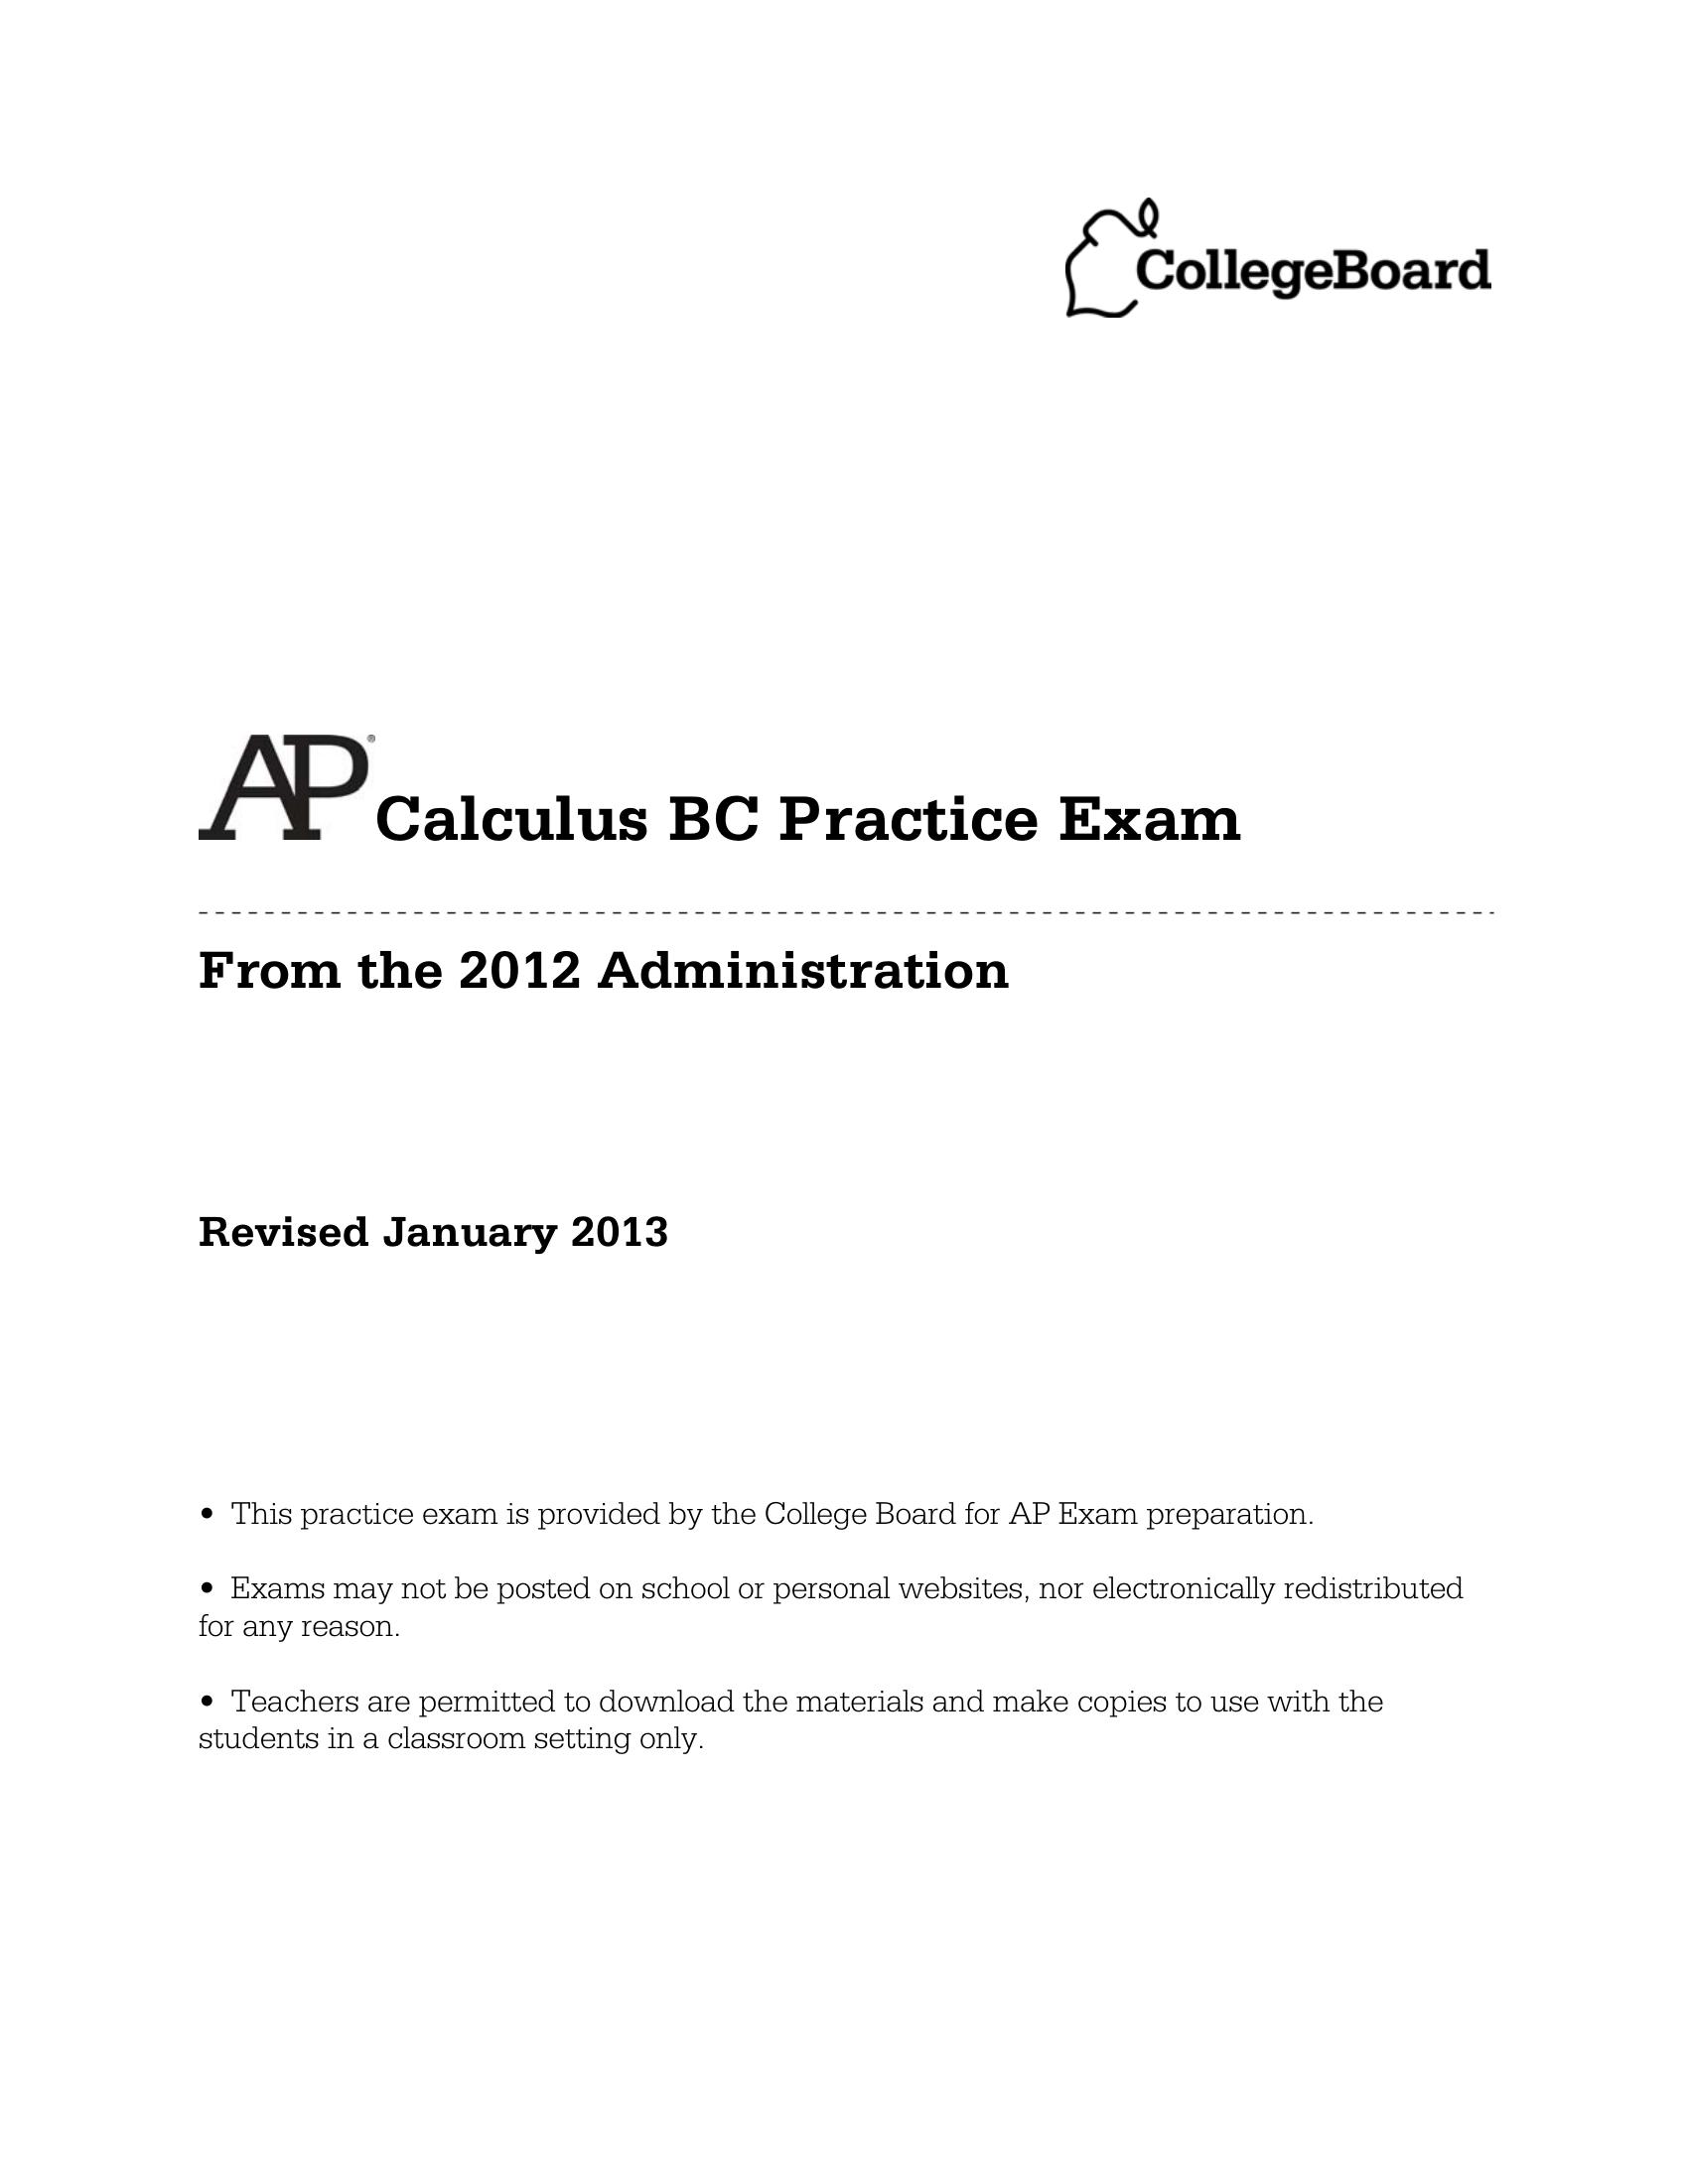 CollegeBoard
AP® Calculus BC Practice Exam
From the 2012 Administration
Revised January 2013
• This practice exam is provided by the College Board for AP Exam preparation.
• Exams may not be posted on school or personal websites, nor electronically redistributed
for any reason.
• Teachers are permitted to download the materials and make copies to use with the
students in a classroom setting only.